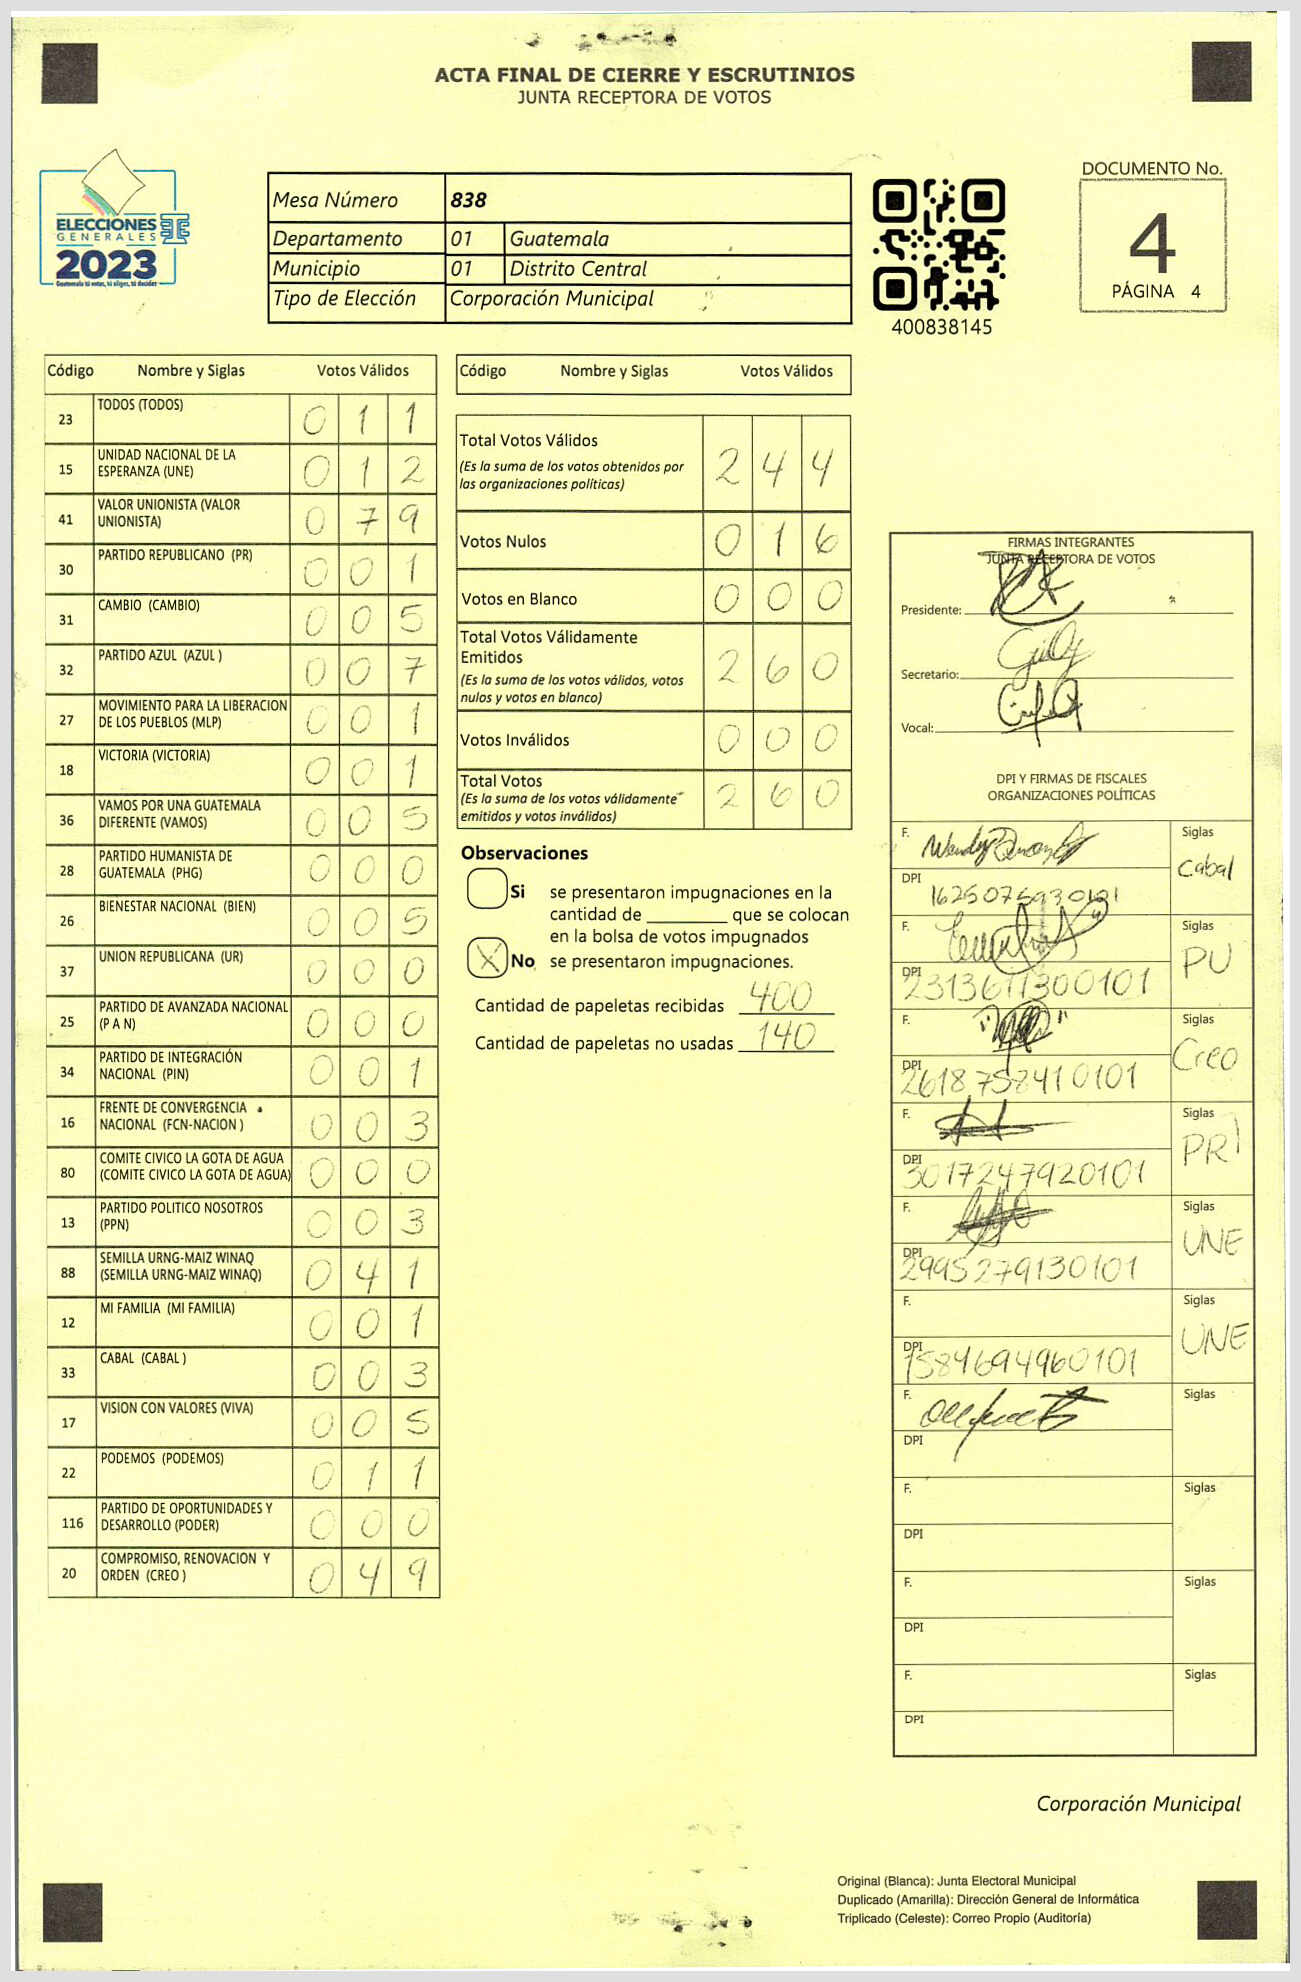 ACTA FINAL DE CIERRE Y ESCRUTINIOS
JUNTA RECEPTORA DE VOTOS
ELECCIONES
GENERALES
2023
Guatemala tú votas, tú eliges, tú decides
Mesa Número 838
Departamento 01 Guatemala
Municipio 01 Distrito Central
Tipo de Elección Corporación Municipal
400838145
DOCUMENTO No.
4
PÁGINA 4
Código Nombre y Siglas Votos Válidos
23 TODOS (TODOS) 0 1 1
15 UNIDAD NACIONAL DE LA ESPERANZA (UNE) 0 1 2
41 VALOR UNIONISTA (VALOR UNIONISTA) 0 7 9
30 PARTIDO REPUBLICANO (PR) 0 0 1
31 CAMBIO (CAMBIO) 0 0 5
32 PARTIDO AZUL (AZUL ) 0 0 7
27 MOVIMIENTO PARA LA LIBERACION DE LOS PUEBLOS (MLP) 0 0 1
18 VICTORIA (VICTORIA) 0 0 1
36 VAMOS POR UNA GUATEMALA DIFERENTE (VAMOS) 0 0 5
28 PARTIDO HUMANISTA DE GUATEMALA (PHG) 0 0 0
26 BIENESTAR NACIONAL (BIEN) 0 0 5
37 UNION REPUBLICANA (UR) 0 0 0
25 PARTIDO DE AVANZADA NACIONAL (P A N) 0 0 0
34 PARTIDO DE INTEGRACIÓN NACIONAL (PIN) 0 0 1
16 FRENTE DE CONVERGENCIA NACIONAL (FCN-NACION ) 0 0 3
80 COMITE CIVICO LA GOTA DE AGUA (COMITE CIVICO LA GOTA DE AGUA) 0 0 0
13 PARTIDO POLITICO NOSOTROS (PPN) 0 0 3
88 SEMILLA URNG-MAIZ WINAQ (SEMILLA URNG-MAIZ WINAQ) 0 4 1
12 MI FAMILIA (MI FAMILIA) 0 0 1
33 CABAL (CABAL ) 0 0 3
17 VISION CON VALORES (VIVA) 0 0 5
22 PODEMOS (PODEMOS) 0 1 1
116 PARTIDO DE OPORTUNIDADES Y DESARROLLO (PODER) 0 0 0
20 COMPROMISO, RENOVACION Y ORDEN (CREO ) 0 4 9
Código Nombre y Siglas Votos Válidos
Total Votos Válidos 2 4 4
(Es la suma de los votos obtenidos por
las organizaciones políticas)
Votos Nulos 0 1 6
Votos en Blanco 0 0 0
Total Votos Válidamente
Emitidos 2 6 0
(Es la suma de los votos válidos, votos
nulos y votos en blanco)
Votos Inválidos 0 0 0
Total Votos 2 6 0
(Es la suma de los votos válidamente
emitidos y votos inválidos)
Observaciones
Si se presentaron impugnaciones en la
cantidad de ________ que se colocan
en la bolsa de votos impugnados
X No se presentaron impugnaciones.
Cantidad de papeletas recibidas 400
Cantidad de papeletas no usadas 140
FIRMAS INTEGRANTES
JUNTA RECEPTORA DE VOTOS
Presidente:
Secretario:
Vocal:
DPI Y FIRMAS DE FISCALES
ORGANIZACIONES POLÍTICAS
F. Siglas
Cabal
DPI
F. Siglas
PU
DPI 2313611300101
F. Siglas
Creo
DPI 2618758410101
F. Siglas
PRI
DPI 3017247920101
F. Siglas
UNE
DPI 2995279130101
F. Siglas
UNE
DPI 1584694960101
F. Siglas
DPI
F. Siglas
DPI
F. Siglas
DPI
F. Siglas
DPI
Corporación Municipal
Original (Blanca): Junta Electoral Municipal
Duplicado (Amarilla): Dirección General de Informática
Triplicado (Celeste): Correo Propio (Auditoría)